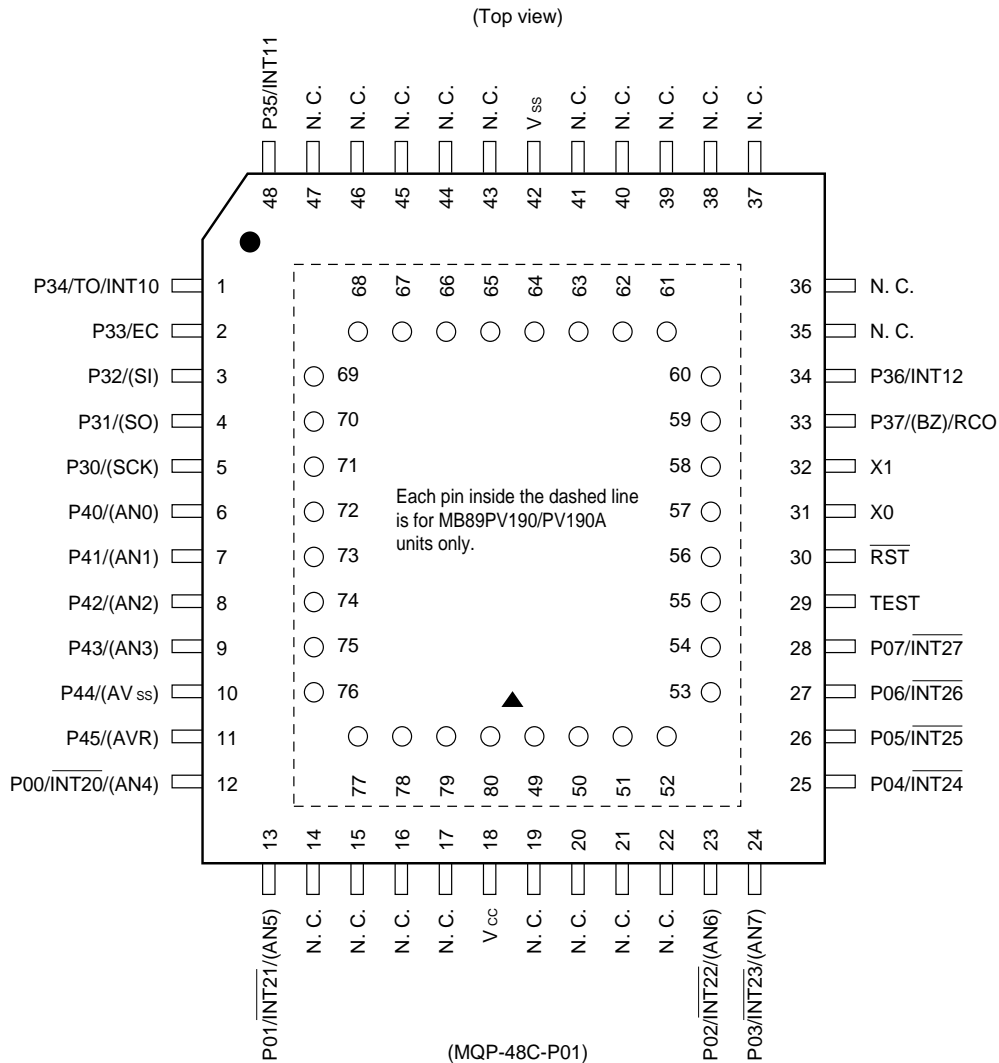 (Top view)
P35/INT11
N. C.
N. C.
N. C.
N. C.
N. C.
Vss
N. C.
N. C.
N. C.
N. C.
N. C.
48 47 46 45 44 43 42 41 40 39 38 37
P34/TO/INT10 1
P33/EC 2
P32/(SI) 3
P31/(SO) 4
P30/(SCK) 5
P40/(AN0) 6
P41/(AN1) 7
P42/(AN2) 8
P43/(AN3) 9
P44/(AVss) 10
P45/(AVR) 11
P00/INT20/(AN4) 12
68 67 66 65 64 63 62 61
69
70
71
72
73
74
75
76
Each pin inside the dashed line
is for MB89PV190/PV190A
units only.
60
59
58
57
56
55
54
53
77 78 79 80 49 50 51 52
36 N. C.
35 N. C.
34 P36/INT12
33 P37/(BZ)/RCO
32 X1
31 X0
30 RST
29 TEST
28 P07/INT27
27 P06/INT26
26 P05/INT25
25 P04/INT24
13 14 15 16 17 18 19 20 21 22 23 24
P01/INT21/(AN5)
N. C.
N. C.
N. C.
N. C.
Vcc
N. C.
N. C.
N. C.
N. C.
P02/INT22/(AN6)
P03/INT23/(AN7)
(MQP-48C-P01)